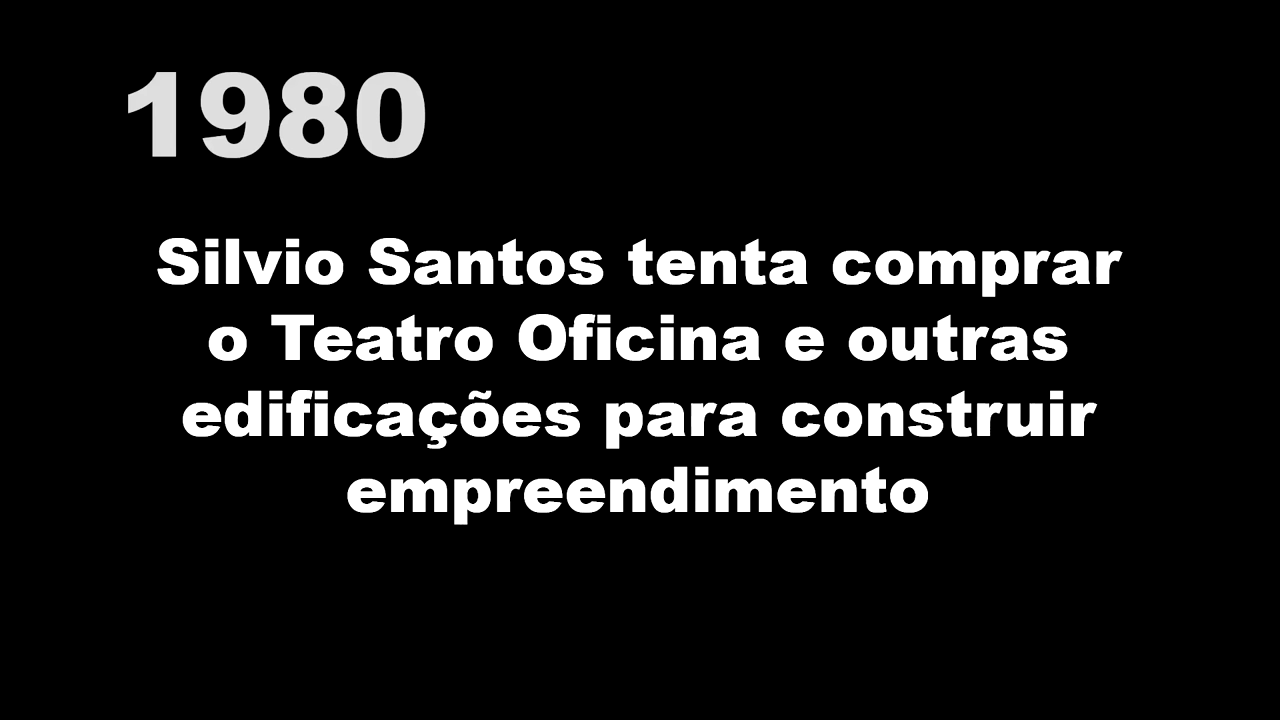 1980
Silvio Santos tenta comprar
o Teatro Oficina e outras
edificações para construir
empreendimento